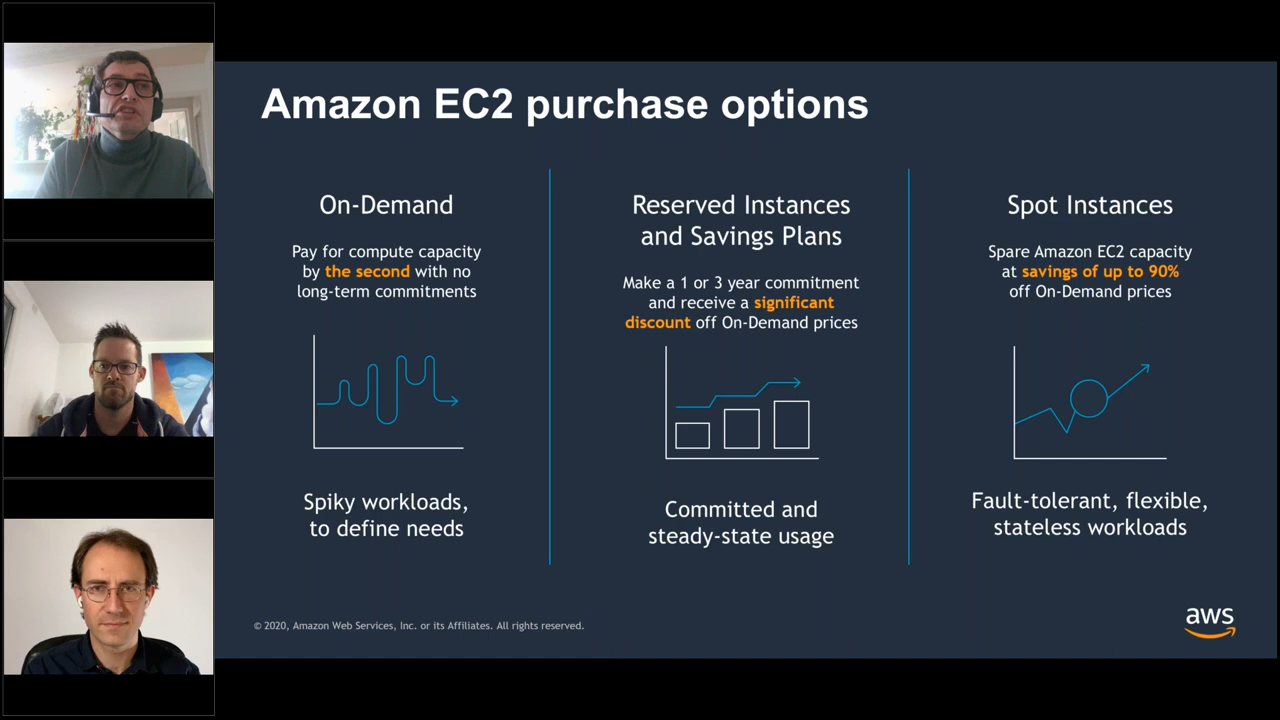 Amazon EC2 purchase options
On-Demand
Pay for compute capacity
by the second with no
long-term commitments
Spiky workloads,
to define needs
Reserved Instances
and Savings Plans
Make a 1 or 3 year commitment
and receive a significant
discount off On-Demand prices
Committed and
steady-state usage
Spot Instances
Spare Amazon EC2 capacity
at savings of up to 90%
off On-Demand prices
Fault-tolerant, flexible,
stateless workloads
© 2020, Amazon Web Services, Inc. or its Affiliates. All rights reserved.
aws